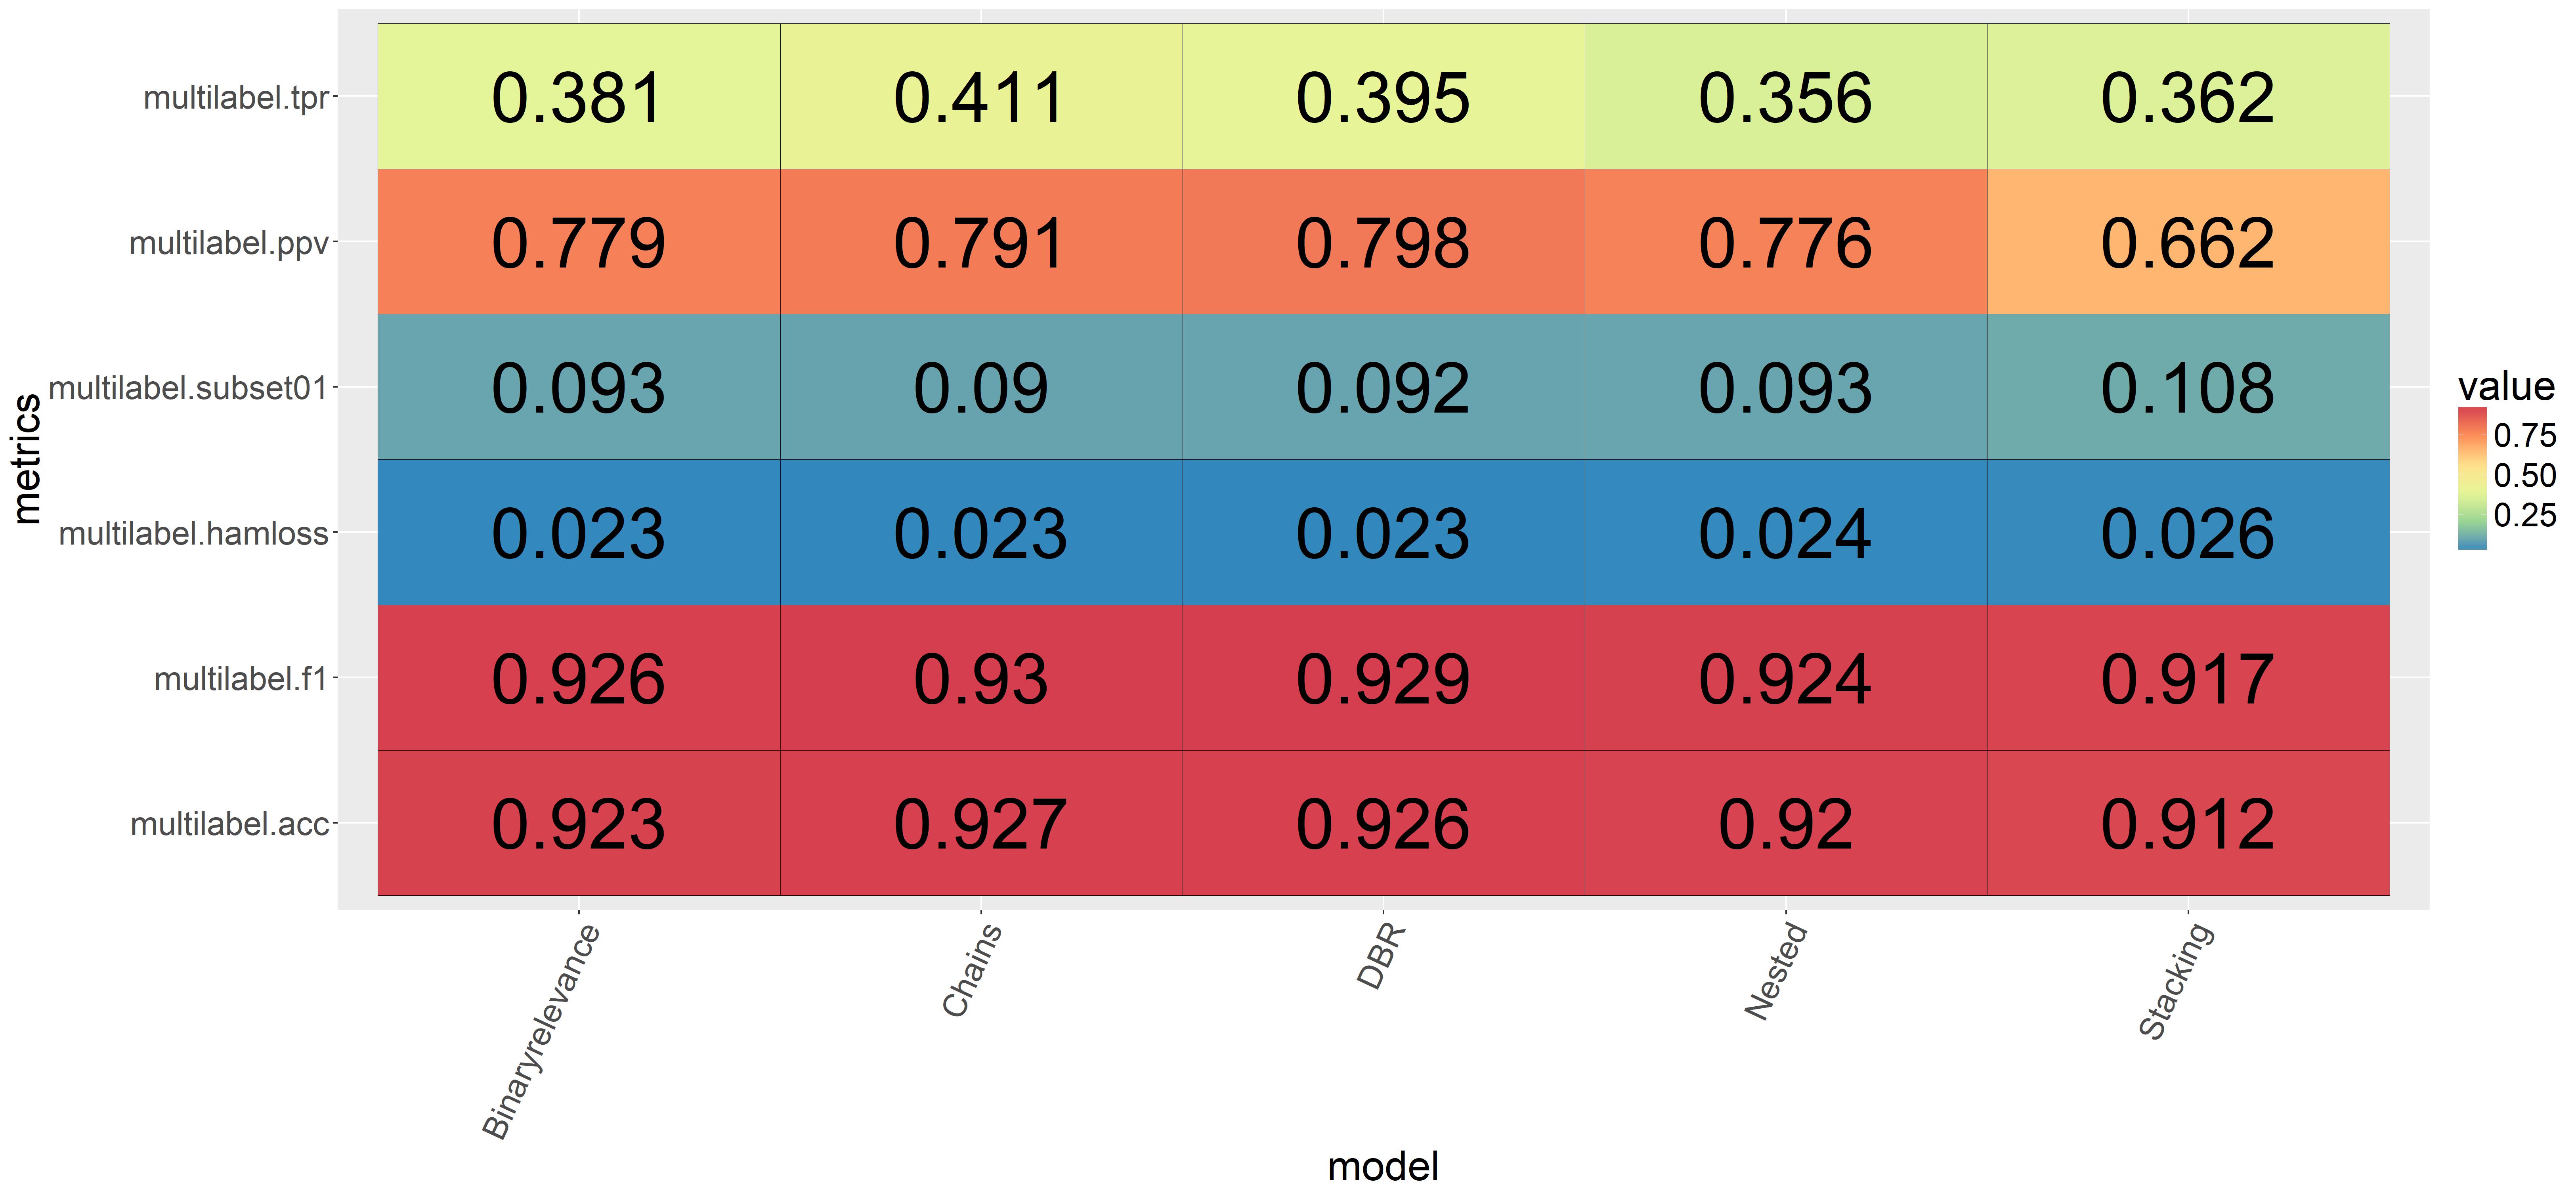 multilabel.tpr 0.381 0.411 0.395 0.356 0.362
multilabel.ppv 0.779 0.791 0.798 0.776 0.662
multilabel.subset01 0.093 0.09 0.092 0.093 0.108
multilabel.hamloss 0.023 0.023 0.023 0.024 0.026
multilabel.f1 0.926 0.93 0.929 0.924 0.917
multilabel.acc 0.923 0.927 0.926 0.92 0.912
metrics
Binaryrelevance
Chains
DBR
Nested
Stacking
model
value
0.75
0.50
0.25